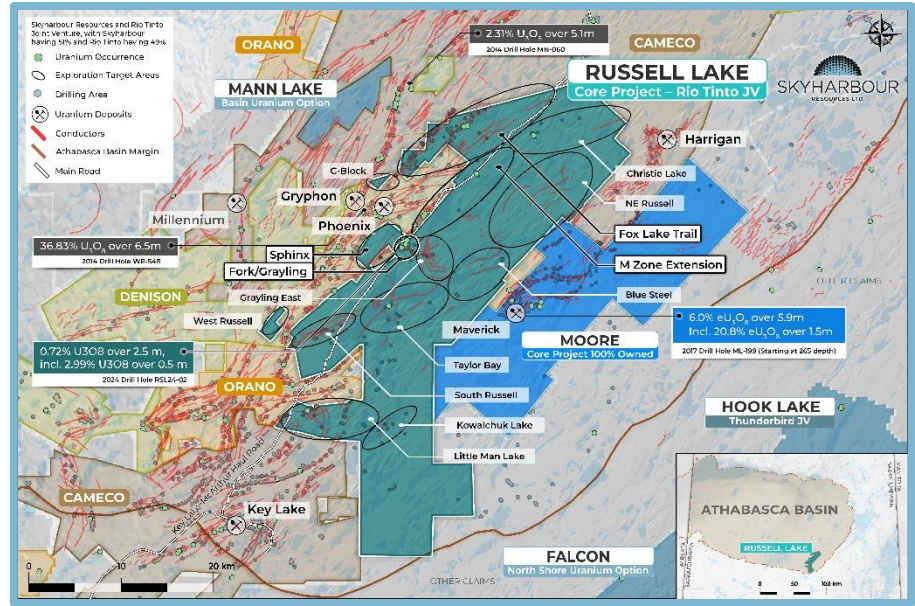 Skyharbour Resources and Rio Tinto
Joint Venture, with Skyharbour
having 51% and Rio Tinto having 49%
Uranium Occurrence
Exploration Target Areas
Drilling Area
Uranium Deposits
Conductors
Athabasca Basin Margin
Main Road
ORANO
2.31% U₃O₈ over 5.1m
2014 Drill Hole MN-060
CAMECO
MANN LAKE
Basin Uranium Option
RUSSELL LAKE
Core Project – Rio Tinto JV
SKYHARBOUR
RESOURCES LTD.
Harrigan
C-Block
Christie Lake
Gryphon
Millennium
Phoenix
NE Russell
Fox Lake Trail
36.83% U₃O₈ over 6.5m
2014 Drill Hole WR-548
Sphinx
Fork/Grayling
M Zone Extension
OTHER CLAIMS
DENISON
Grayling East
Blue Steel
West Russell
Maverick
6.0% eU₃O₈ over 5.9m
Incl. 20.8% eU₃O₈ over 1.5m
2017 Drill Hole ML-199 (Starting at 265 depth)
MOORE
Core Project 100% Owned
0.72% U3O8 over 2.5 m,
incl. 2.99% U3O8 over 0.5 m
2024 Drill Hole RSL24-02
Taylor Bay
ORANO
South Russell
HOOK LAKE
Thunderbird JV
Kowalchuk Lake
Little Man Lake
Key Lake - McArthur Haul Road
CAMECO
Key Lake
ATHABASCA BASIN
RUSSELL LAKE
FALCON
North Shore Uranium Option
OTHER CLAIMS
0 10 20 km
0 50 100 km